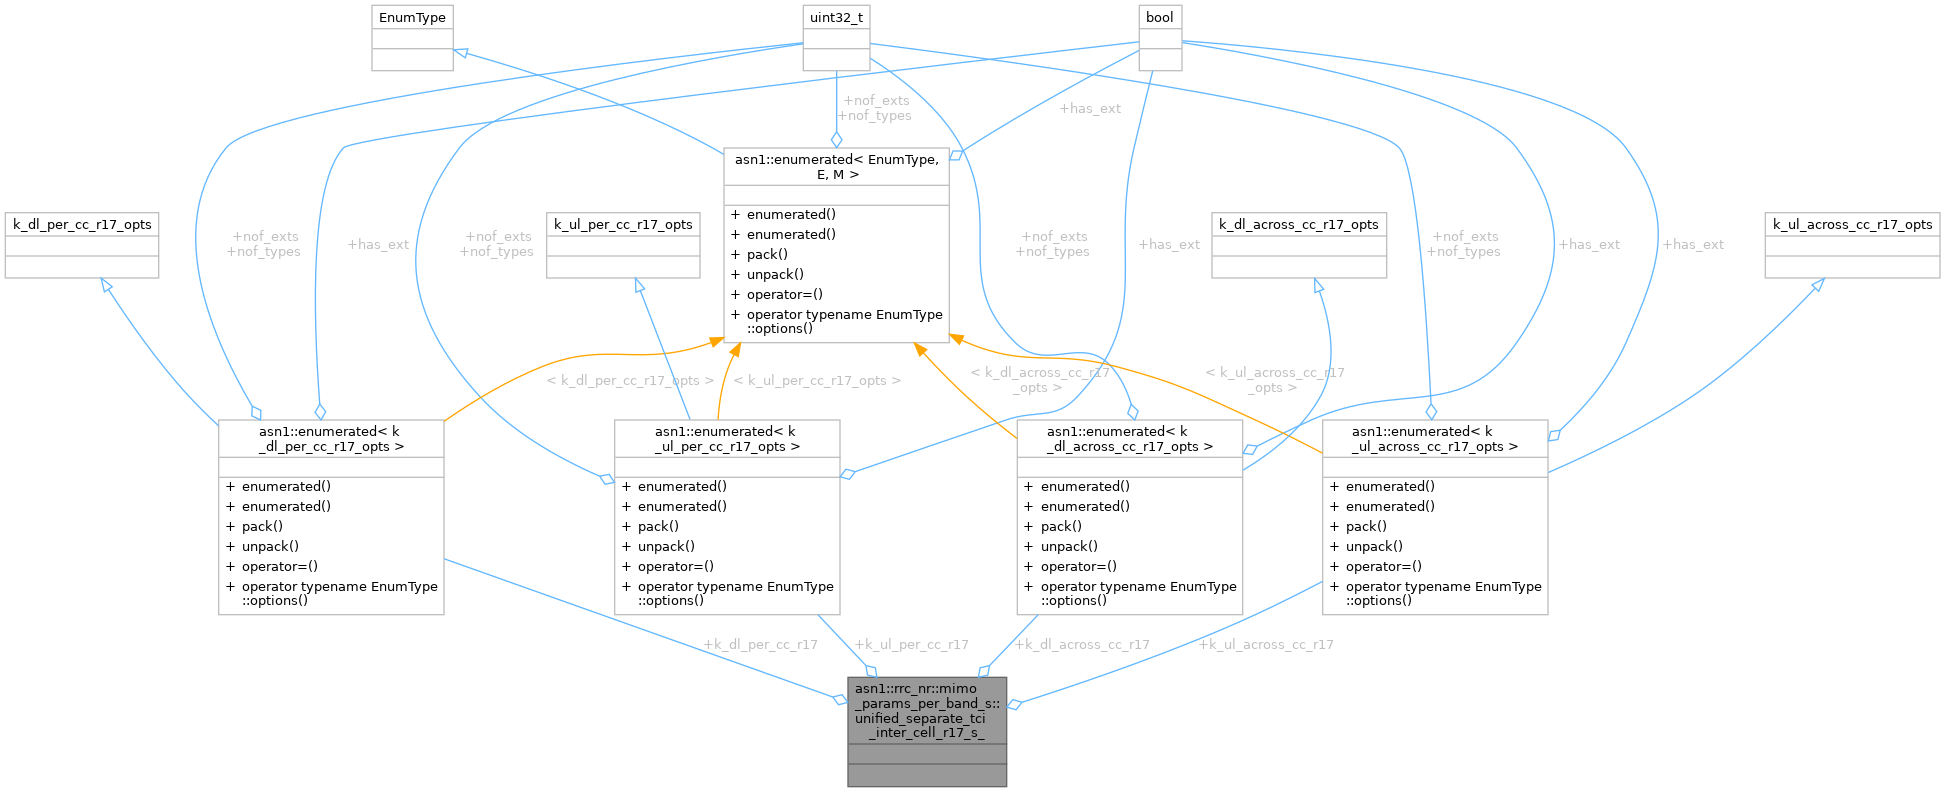 EnumType
uint32_t
bool
+nof_exts
+nof_types
+has_ext
asn1::enumerated< EnumType,
E, M >
+ enumerated()
+ enumerated()
+ pack()
+ unpack()
+ operator=()
+ operator typename EnumType
::options()
k_dl_per_cc_r17_opts
k_ul_per_cc_r17_opts
k_dl_across_cc_r17_opts
k_ul_across_cc_r17_opts
+nof_exts
+nof_types
+has_ext
+nof_exts
+nof_types
+nof_exts
+nof_types
+has_ext
+nof_exts
+nof_types
+has_ext
+has_ext
< k_dl_per_cc_r17_opts >
< k_ul_per_cc_r17_opts >
< k_dl_across_cc_r17
_opts >
< k_ul_across_cc_r17
_opts >
asn1::enumerated< k
_dl_per_cc_r17_opts >
+ enumerated()
+ enumerated()
+ pack()
+ unpack()
+ operator=()
+ operator typename EnumType
::options()
asn1::enumerated< k
_ul_per_cc_r17_opts >
+ enumerated()
+ enumerated()
+ pack()
+ unpack()
+ operator=()
+ operator typename EnumType
::options()
asn1::enumerated< k
_dl_across_cc_r17_opts >
+ enumerated()
+ enumerated()
+ pack()
+ unpack()
+ operator=()
+ operator typename EnumType
::options()
asn1::enumerated< k
_ul_across_cc_r17_opts >
+ enumerated()
+ enumerated()
+ pack()
+ unpack()
+ operator=()
+ operator typename EnumType
::options()
+k_dl_per_cc_r17
+k_ul_per_cc_r17
+k_dl_across_cc_r17
+k_ul_across_cc_r17
asn1::rrc_nr::mimo
_params_per_band_s::
unified_separate_tci
_inter_cell_r17_s_